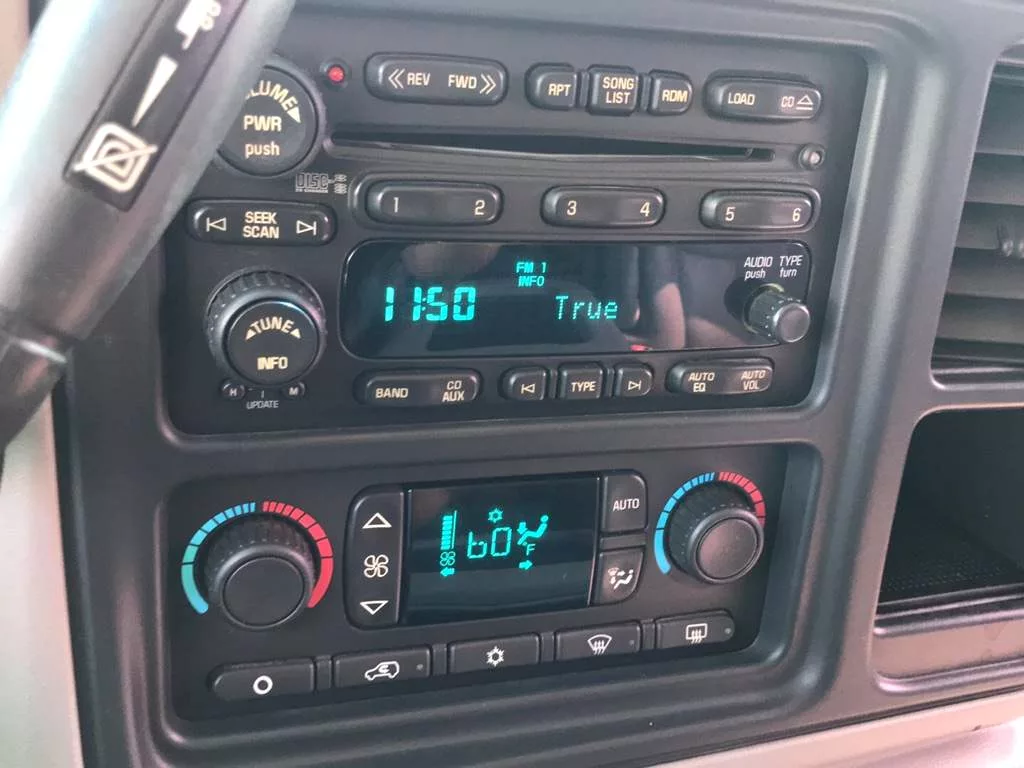 REV FWD
RPT
SONG
LIST
RDM
LOAD CD
VOLUME
PWR
push
DISC
1 2
3 4
5 6
SEEK
SCAN
FM 1
INFO
11:50 True
AUDIO TYPE
push turn
TUNE
INFO
H I M
UPDATE
BAND
CD
AUX
TYPE
AUTO
EQ
AUTO
VOL
60 F
AUTO